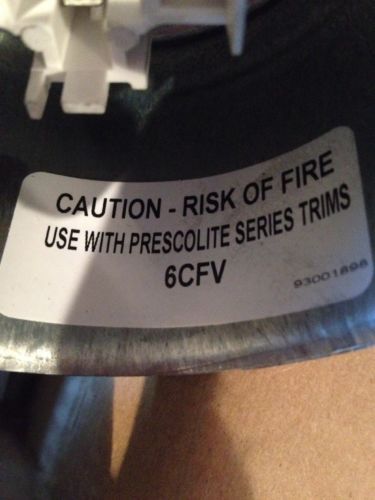 CAUTION - RISK OF FIRE
USE WITH PRESCOLITE SERIES TRIMS
6CFV
93001898